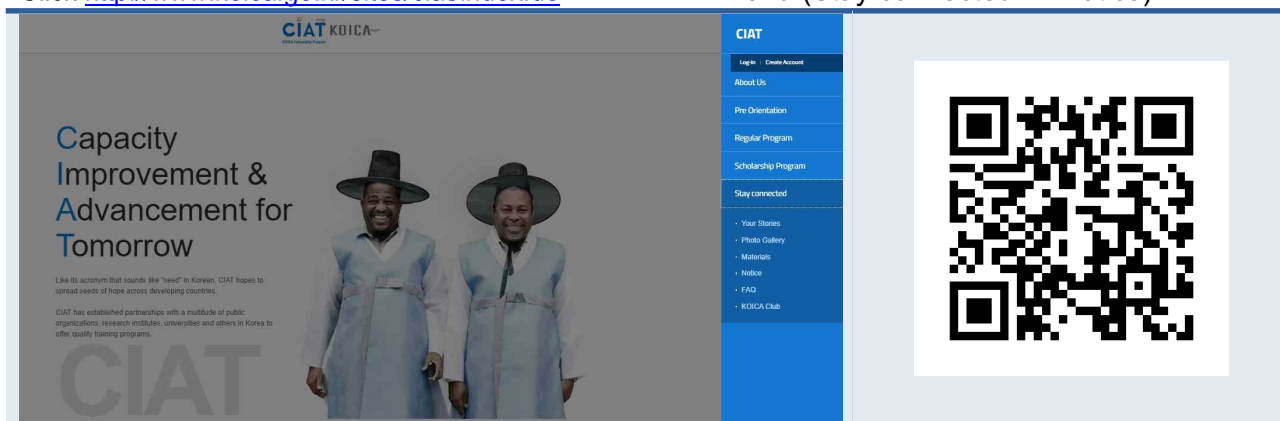 CIAT KOICA
Capacity
Improvement &
Advancement for
Tomorrow
Like its acronym that sounds like "seed" in Korean, CIAT hopes to
spread seeds of hope across developing countries.
CIAT has established partnerships with a multitude of public
organizations, research institutes, universities and others in Korea to
offer quality training programs.
CIAT
CIAT
Log-in | Create Account
About Us
Pre Orientation
Regular Program
Scholarship Program
Stay connected
· Your Stories
· Photo Gallery
· Materials
· Notice
· FAQ
· KOICA Club